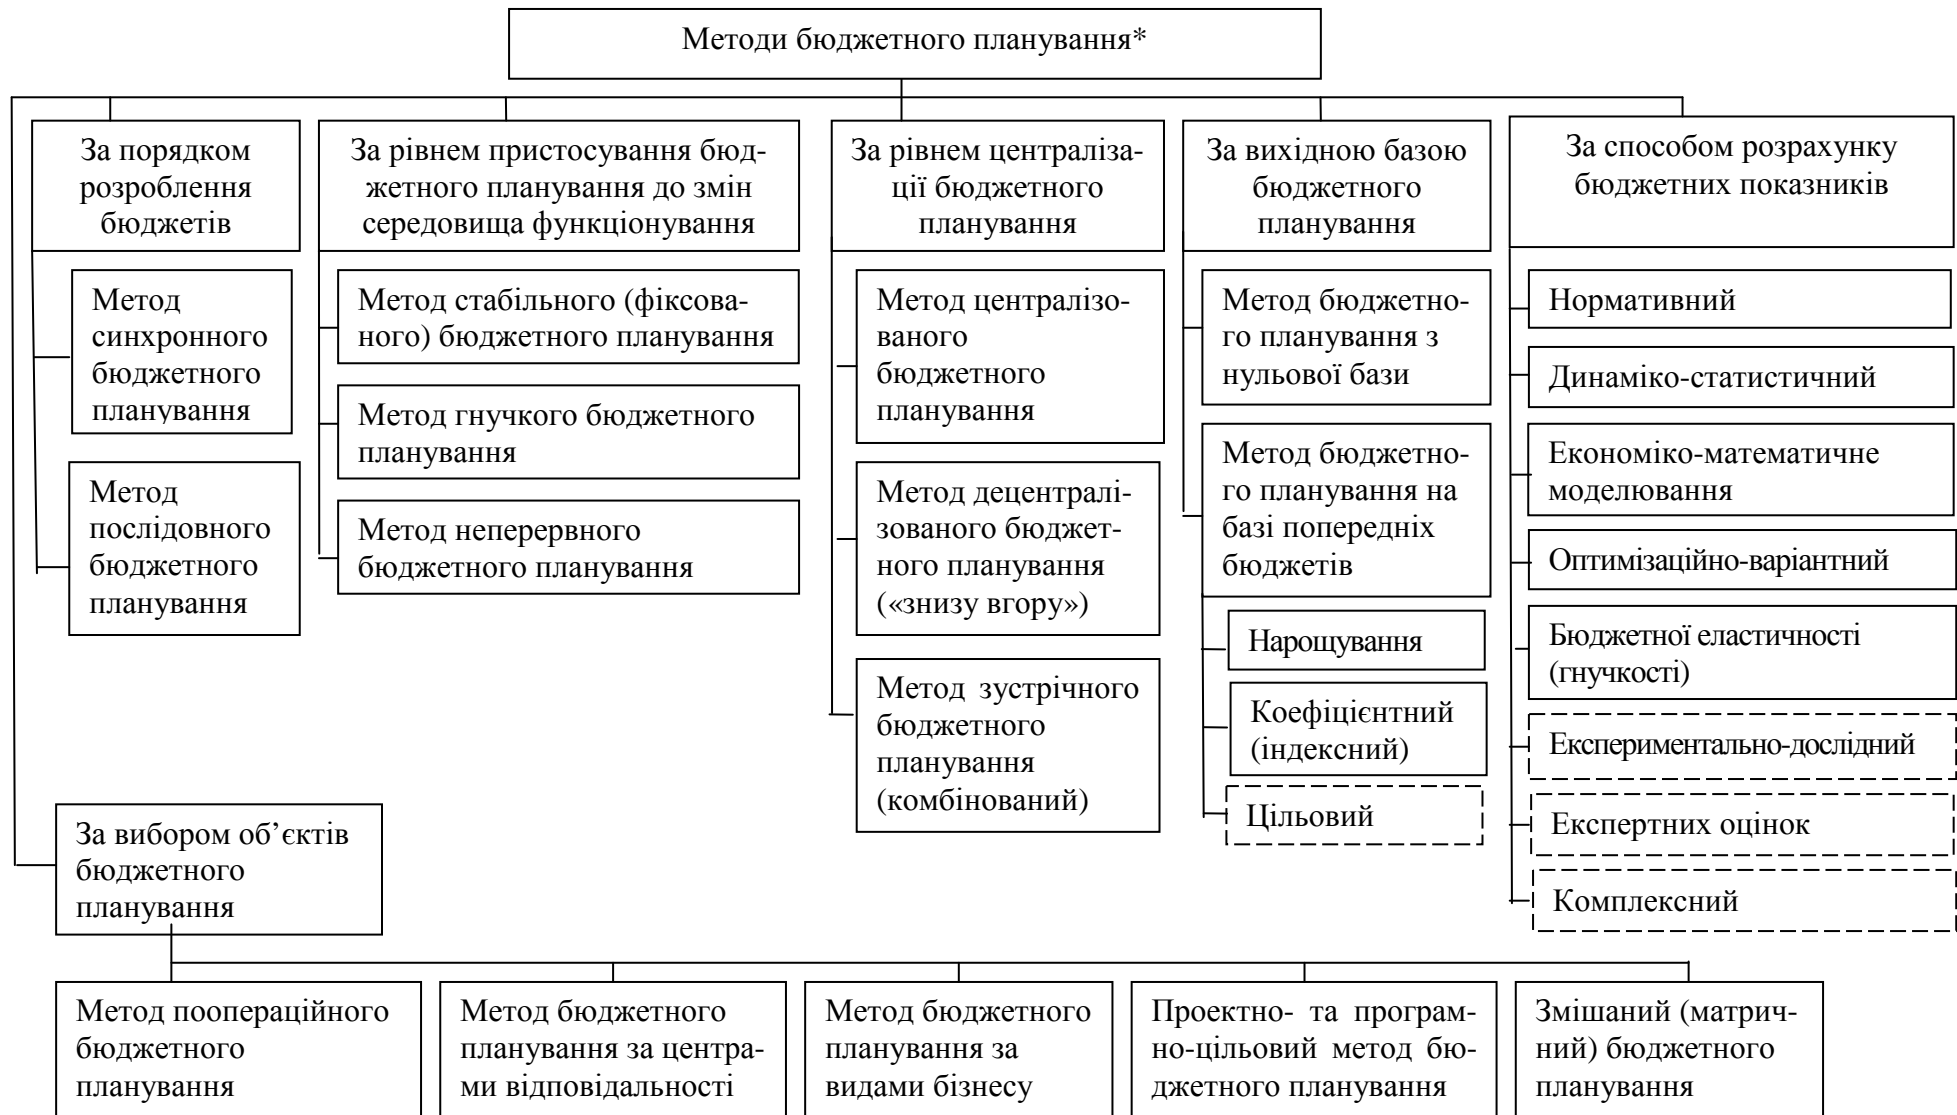 Методи бюджетного планування*
За порядком
розроблення
бюджетів
Метод
синхронного
бюджетного
планування
Метод
послідовного
бюджетного
планування
За рівнем пристосування бюд-
жетного планування до змін
середовища функціонування
Метод стабільного (фіксова-
ного) бюджетного планування
Метод гнучкого бюджетного
планування
Метод неперервного
бюджетного планування
За рівнем централіза-
ції бюджетного
планування
Метод централізо-
ваного
бюджетного
планування
Метод децентралі-
зованого бюджет-
ного планування
(«знизу вгору»)
Метод зустрічного
бюджетного
планування
(комбінований)
За вихідною базою
бюджетного
планування
Метод бюджетно-
го планування з
нульової бази
Метод бюджетно-
го планування на
базі попередніх
бюджетів
Нарощування
Коефіцієнтний
(індексний)
Цільовий
За способом розрахунку
бюджетних показників
Нормативний
Динаміко-статистичний
Економіко-математичне
моделювання
Оптимізаційно-варіантний
Бюджетної еластичності
(гнучкості)
Експериментально-дослідний
Експертних оцінок
Комплексний
За вибором об’єктів
бюджетного
планування
Метод поопераційного
бюджетного
планування
Метод бюджетного
планування за центра-
ми відповідальності
Метод бюджетного
планування за
видами бізнесу
Проектно- та програм-
но-цільовий метод бю-
джетного планування
Змішаний (матрич-
ний) бюджетного
планування